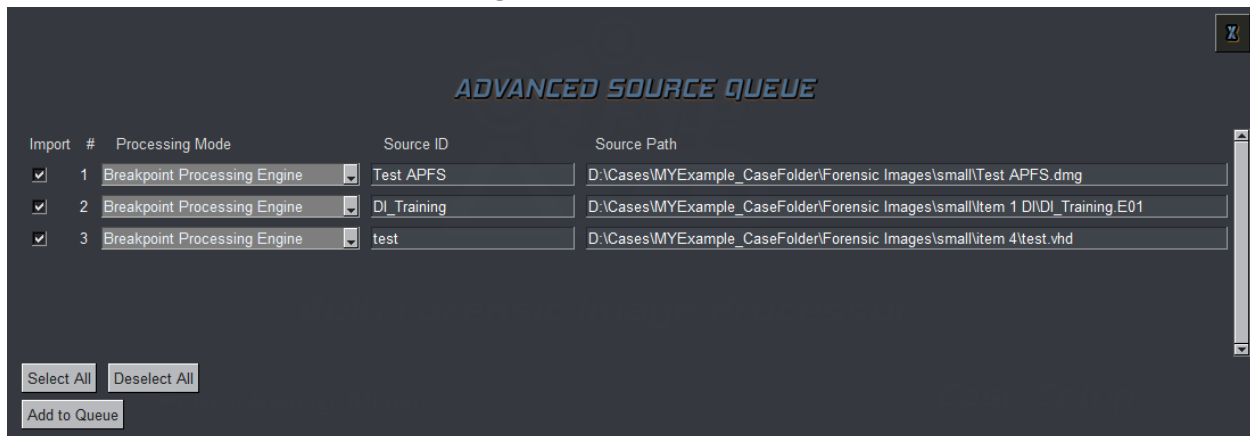 X
ADVANCED SOURCE QUEUE
Import # Processing Mode Source ID Source Path
1 Breakpoint Processing Engine Test APFS D:\Cases\MYExample_CaseFolder\Forensic Images\small\Test APFS.dmg
2 Breakpoint Processing Engine DI_Training D:\Cases\MYExample_CaseFolder\Forensic Images\small\Item 1 DI\DI_Training.E01
3 Breakpoint Processing Engine test D:\Cases\MYExample_CaseFolder\Forensic Images\small\item 4\test.vhd
Select All Deselect All
Add to Queue